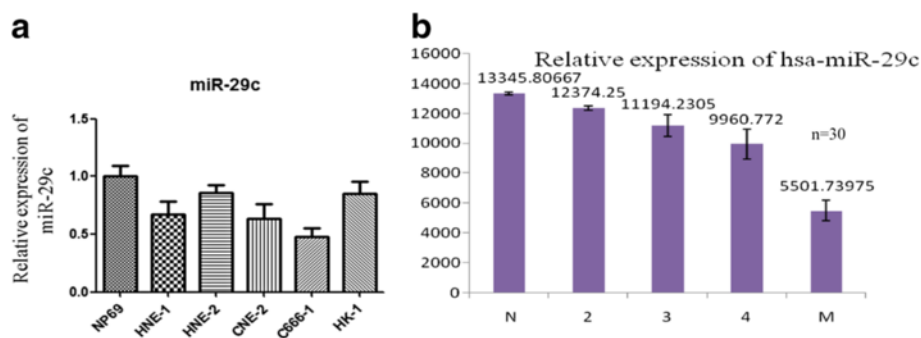 a
miR-29c
Relative expression of
miR-29c
1.5
1.0
0.5
0.0
NP69
HNE-1
HNE-2
CNE-2
C666-1
HK-1
b
Relative expression of hsa-miR-29c
16000
14000
12000
10000
8000
6000
4000
2000
0
13345.80667
12374.25
11194.2305
9960.772
5501.73975
n=30
N
2
3
4
M